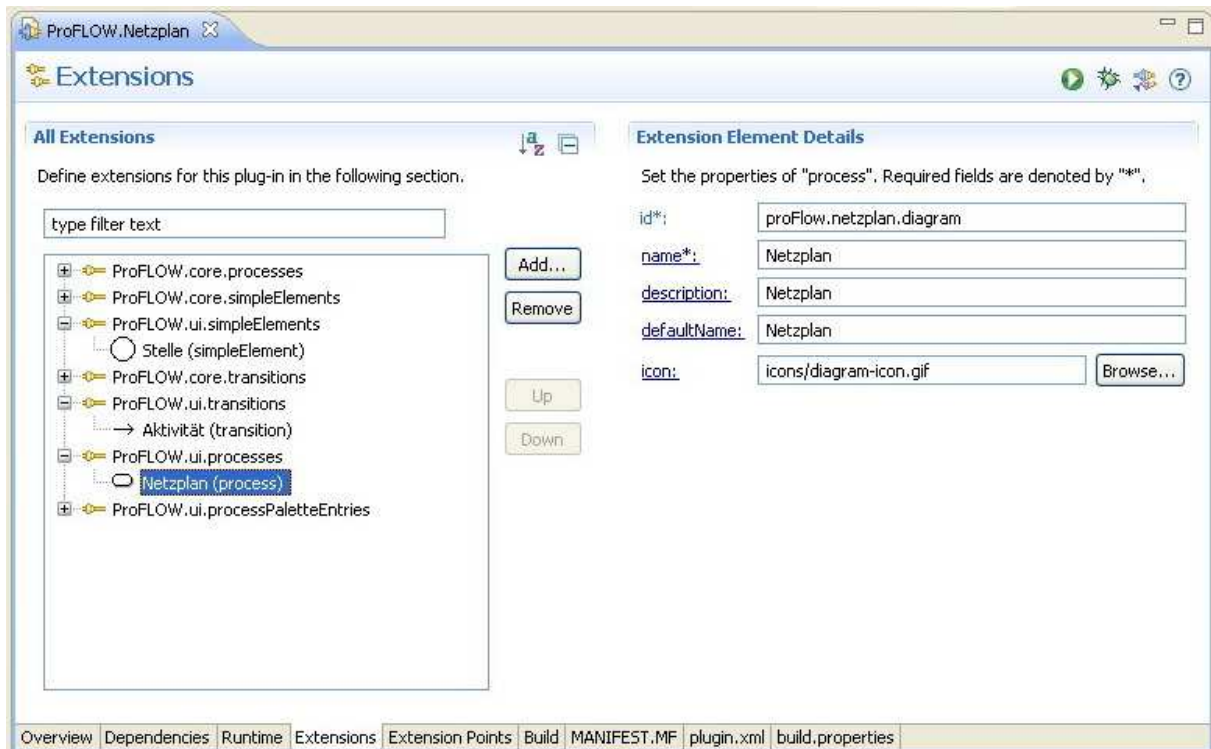 ProFLOW.Netzplan
Extensions
All Extensions
Define extensions for this plug-in in the following section.
type filter text
ProFLOW.core.processes
ProFLOW.core.simpleElements
ProFLOW.ui.simpleElements
Stelle (simpleElement)
ProFLOW.core.transitions
ProFLOW.ui.transitions
Aktivität (transition)
ProFLOW.ui.processes
Netzplan (process)
ProFLOW.ui.processPaletteEntries
Add...
Remove
Up
Down
Extension Element Details
Set the properties of "process". Required fields are denoted by "*".
id*: proFlow.netzplan.diagram
name*: Netzplan
description: Netzplan
defaultName: Netzplan
icon: icons/diagram-icon.gif Browse...
Overview Dependencies Runtime Extensions Extension Points Build MANIFEST.MF plugin.xml build.properties